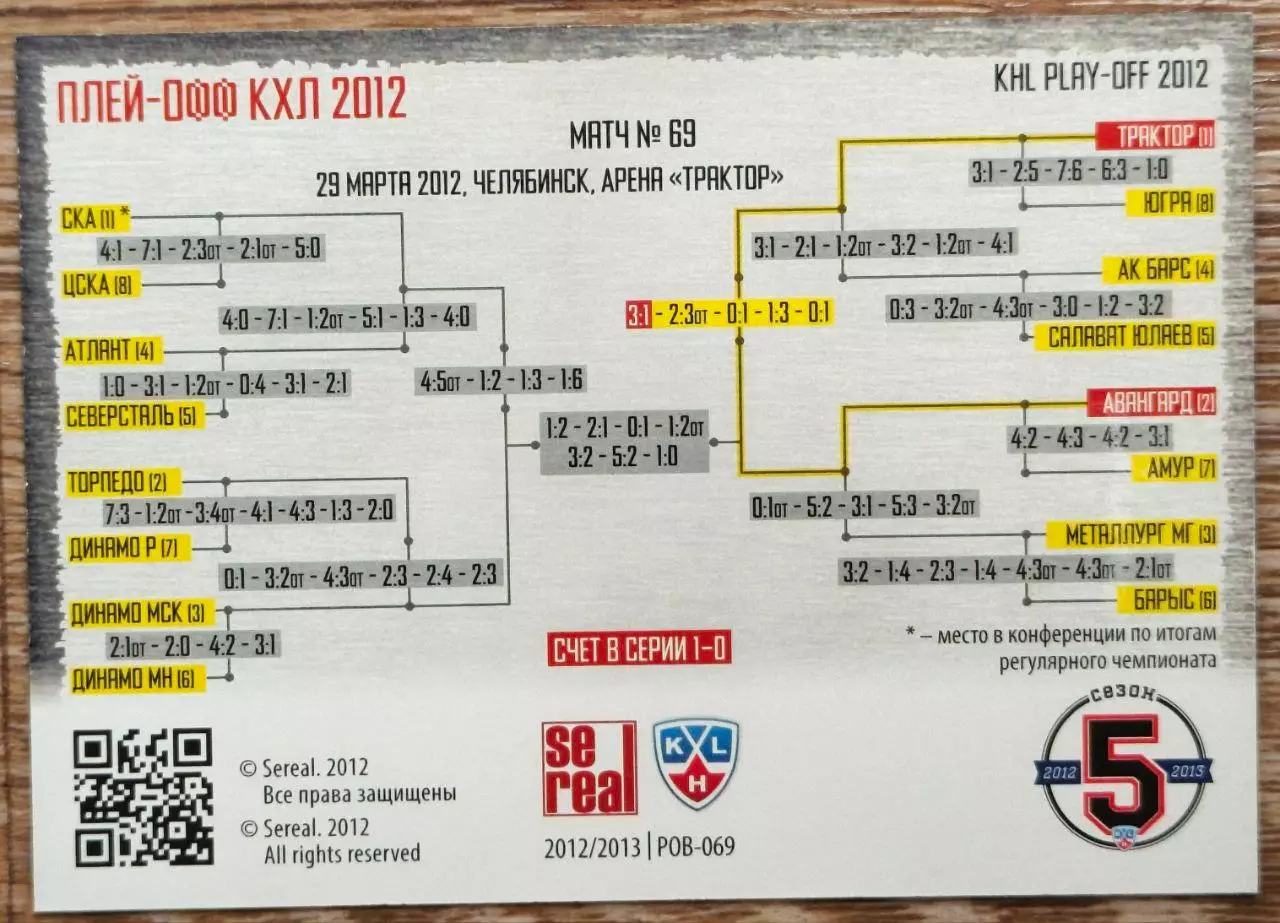 ПЛЕЙ-ОФФ КХЛ 2012
KHL PLAY-OFF 2012
МАТЧ № 69
29 МАРТА 2012, ЧЕЛЯБИНСК, АРЕНА «ТРАКТОР»
СКА (1) *
4:1 - 7:1 - 2:3ОТ - 2:1ОТ - 5:0
ЦСКА (8)
4:0 - 7:1 - 1:2ОТ - 5:1 - 1:3 - 4:0
АТЛАНТ (4)
1:0 - 3:1 - 1:2ОТ - 0:4 - 3:1 - 2:1
СЕВЕРСТАЛЬ (5)
4:5ОТ - 1:2 - 1:3 - 1:6
ТОРПЕДО (2)
7:3 - 1:2ОТ - 3:4ОТ - 4:1 - 4:3 - 1:3 - 2:0
ДИНАМО Р (7)
0:1 - 3:2ОТ - 4:3ОТ - 2:3 - 2:4 - 2:3
ДИНАМО МСК (3)
2:1ОТ - 2:0 - 4:2 - 3:1
ДИНАМО МН (6)
1:2 - 2:1 - 0:1 - 1:2ОТ
3:2 - 5:2 - 1:0
ТРАКТОР (1)
3:1 - 2:5 - 7:6 - 6:3 - 1:0
ЮГРА (8)
3:1 - 2:1 - 1:2ОТ - 3:2 - 1:2ОТ - 4:1
АК БАРС (4)
0:3 - 3:2ОТ - 4:3ОТ - 3:0 - 1:2 - 3:2
САЛАВАТ ЮЛАЕВ (5)
3:1 - 2:3ОТ - 0:1 - 1:3 - 0:1
АВАНГАРД (2)
4:2 - 4:3 - 4:2 - 3:1
АМУР (7)
0:1ОТ - 5:2 - 3:1 - 5:3 - 3:2ОТ
МЕТАЛЛУРГ МГ (3)
3:2 - 1:4 - 2:3 - 1:4 - 4:3ОТ - 4:3ОТ - 2:1ОТ
БАРЫС (6)
* – место в конференции по итогам
регулярного чемпионата
СЧЕТ В СЕРИИ 1-0
© Sereal. 2012
Все права защищены
© Sereal. 2012
All rights reserved
se
real
KHL
2012/2013 | POB-069
СЕЗОН
2012 5 2013
KHL